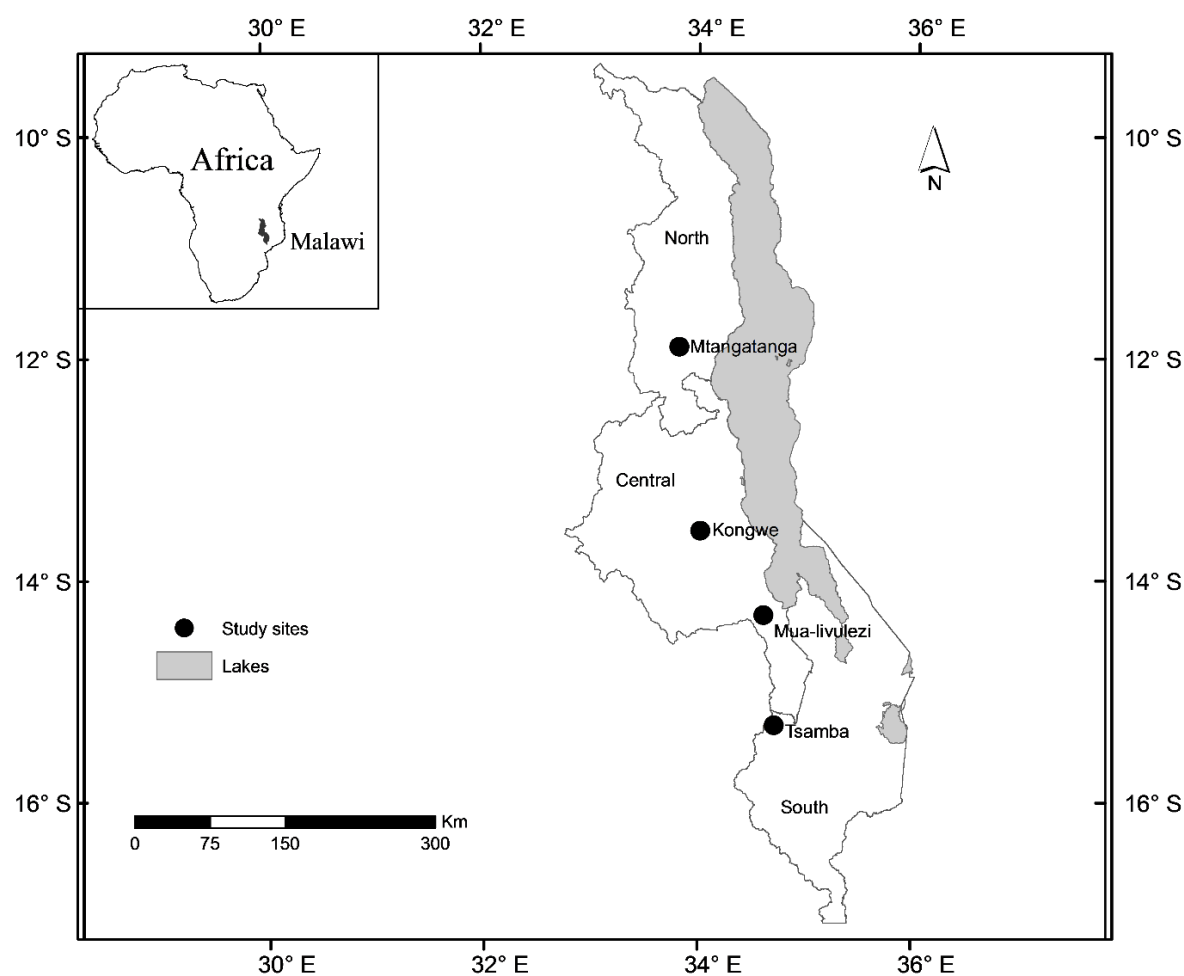 30° E 32° E 34° E 36° E
10° S 10° S
Africa
N
North
Malawi
Mtangatanga
12° S 12° S
Central
Kongwe
14° S 14° S
Study sites
Mua-livulezi
Lakes
Tsamba
16° S 16° S
South
Km
0 75 150 300
30° E 32° E 34° E 36° E